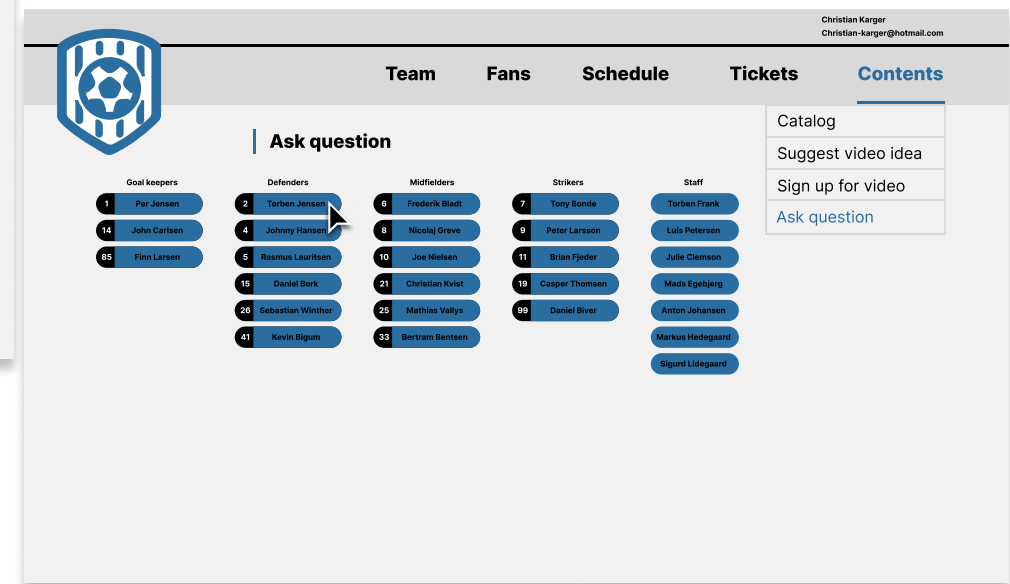 Christian Karger
Christian-karger@hotmail.com
Team Fans Schedule Tickets Contents
Catalog
Suggest video idea
Sign up for video
Ask question
Ask question
Goal keepers
1 Per Jensen
14 John Carlsen
85 Finn Larsen
Defenders
2 Torben Jensen
4 Johnny Hansen
5 Rasmus Lauritsen
15 Daniel Bork
26 Sebastian Winther
41 Kevin Bigum
Midfielders
6 Frederik Bladt
8 Nicolaj Greve
10 Joe Nielsen
21 Christian Kvist
25 Mathias Vallys
33 Bertram Bentsen
Strikers
7 Tony Bonde
9 Peter Larsson
11 Brian Fjeder
19 Casper Thomsen
99 Daniel Biver
Staff
Torben Frank
Luis Petersen
Julie Clemson
Mads Egebjerg
Anton Johansen
Markus Hedegaard
Sigurd Lidegaard